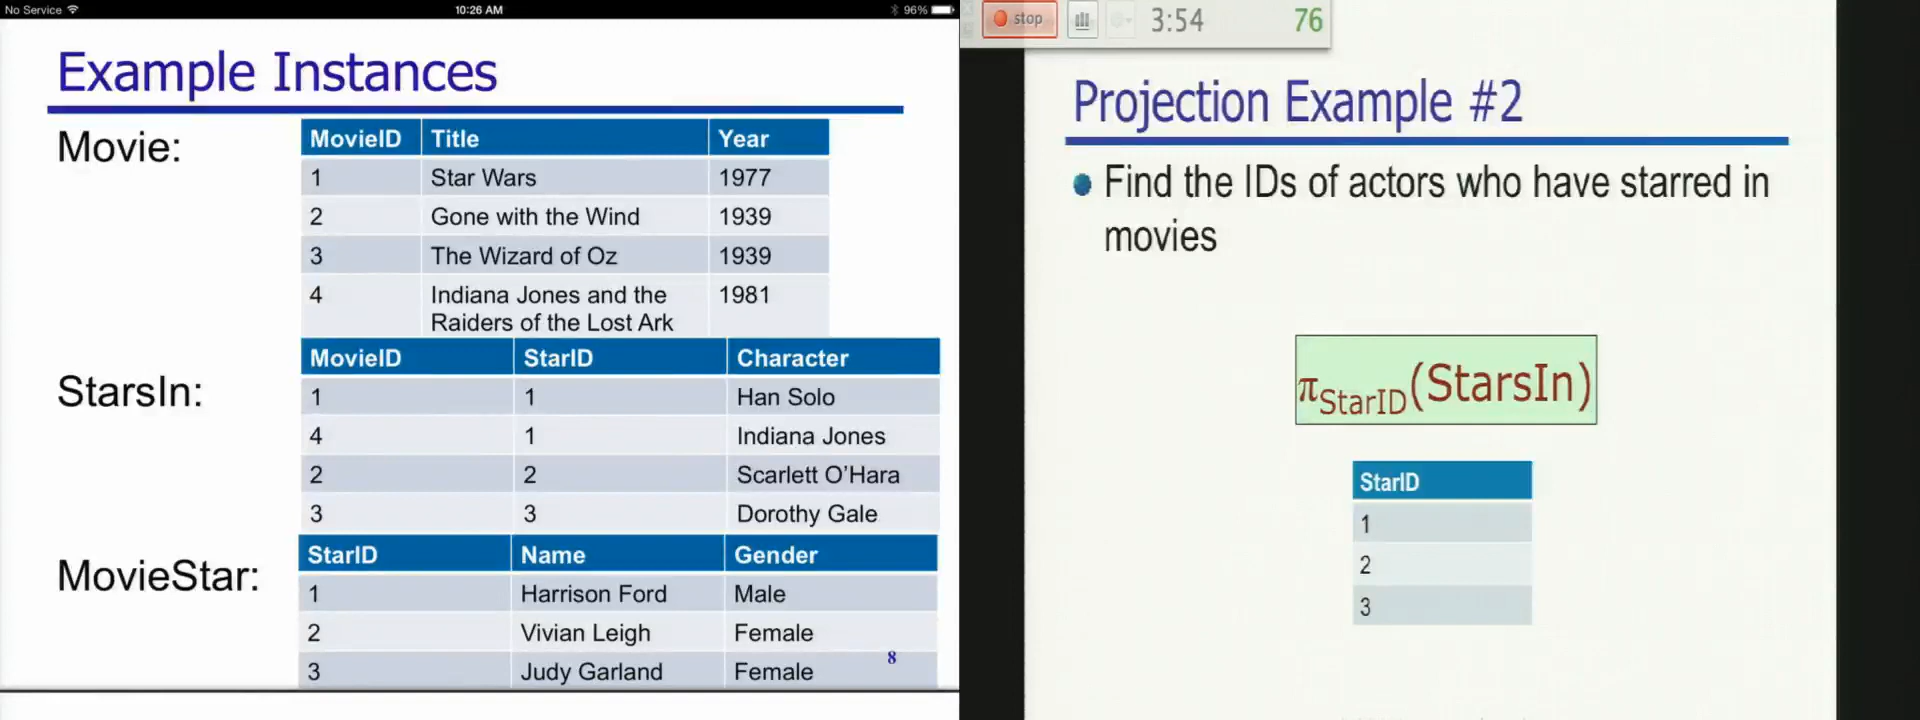 No Service
10:26 AM
96%
Example Instances
Movie:
MovieID Title Year
1 Star Wars 1977
2 Gone with the Wind 1939
3 The Wizard of Oz 1939
4 Indiana Jones and the 1981
Raiders of the Lost Ark
StarsIn:
MovieID StarID Character
1 1 Han Solo
4 1 Indiana Jones
2 2 Scarlett O’Hara
3 3 Dorothy Gale
MovieStar:
StarID Name Gender
1 Harrison Ford Male
2 Vivian Leigh Female
3 Judy Garland Female
8
stop 3:54 76
Projection Example #2
Find the IDs of actors who have starred in
movies
πStarID(StarsIn)
StarID
1
2
3